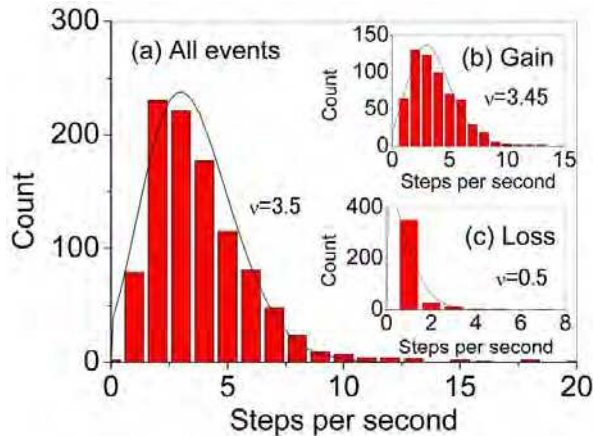 300
200
100
0
Count
(a) All events
ν=3.5
0 5 10 15 20
Steps per second
150
100
50
0
Count
(b) Gain
ν=3.45
0 5 10 15
Steps per second
400
200
0
Count
(c) Loss
ν=0.5
0 2 4 6 8
Steps per second